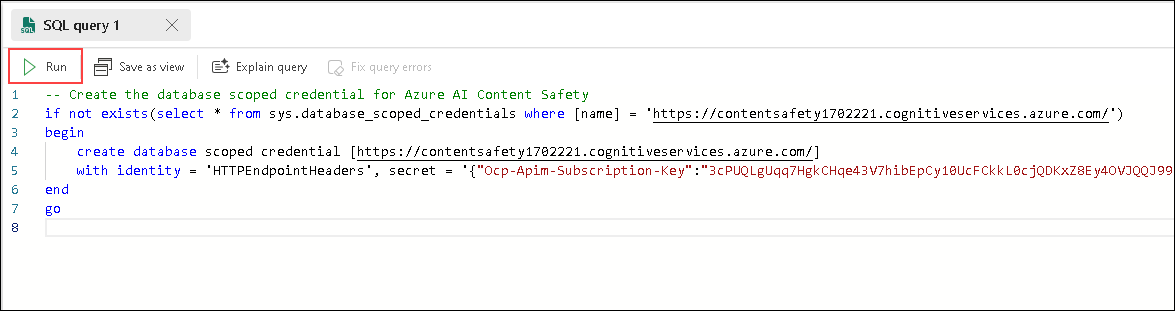 SQL query 1
Run Save as view Explain query Fix query errors
1 -- Create the database scoped credential for Azure AI Content Safety
2 if not exists(select * from sys.database_scoped_credentials where [name] = 'https://contentsafety1702221.cognitiveservices.azure.com/')
3 begin
4 create database scoped credential [https://contentsafety1702221.cognitiveservices.azure.com/]
5 with identity = 'HTTPEndpointHeaders', secret = '{"Ocp-Apim-Subscription-Key":"3cPUQLgUqq7HgkCHqe43V7hibEpCy10UcFCkkL0cjQDKxZ8Ey4OVJQQJ99
6 end
7 go
8